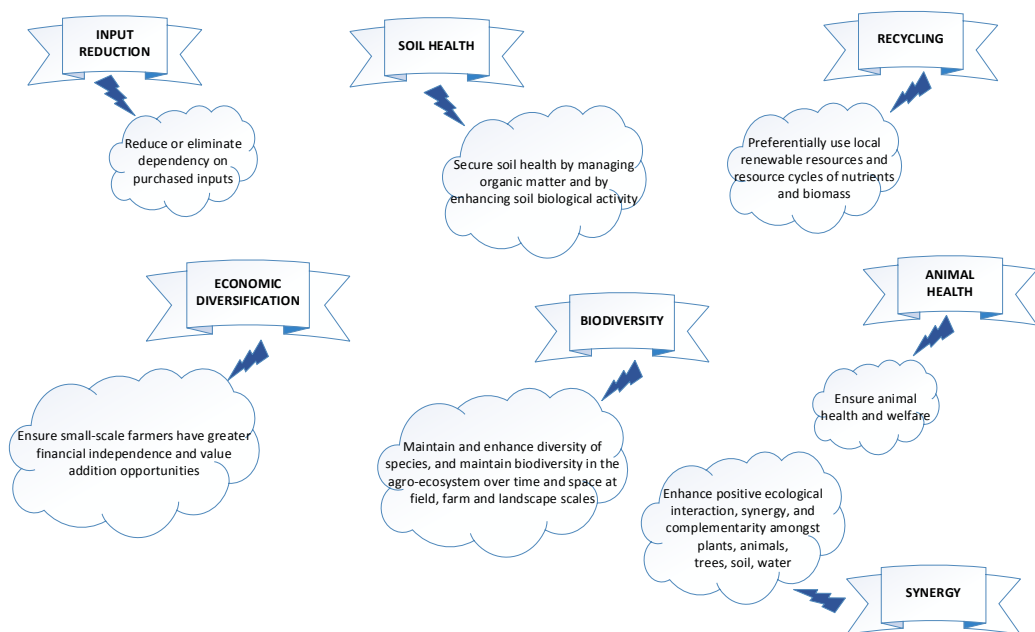 INPUT
REDUCTION
Reduce or eliminate
dependency on
purchased inputs
SOIL HEALTH
Secure soil health by managing
organic matter and by
enhancing soil biological activity
RECYCLING
Preferentially use local
renewable resources and
resource cycles of nutrients
and biomass
ECONOMIC
DIVERSIFICATION
Ensure small-scale farmers have greater
financial independence and value
addition opportunities
BIODIVERSITY
Maintain and enhance diversity of
species, and maintain biodiversity in the
agro-ecosystem over time and space at
field, farm and landscape scales
ANIMAL
HEALTH
Ensure animal
health and welfare
Enhance positive ecological
interaction, synergy, and
complementarity amongst
plants, animals,
trees, soil, water
SYNERGY